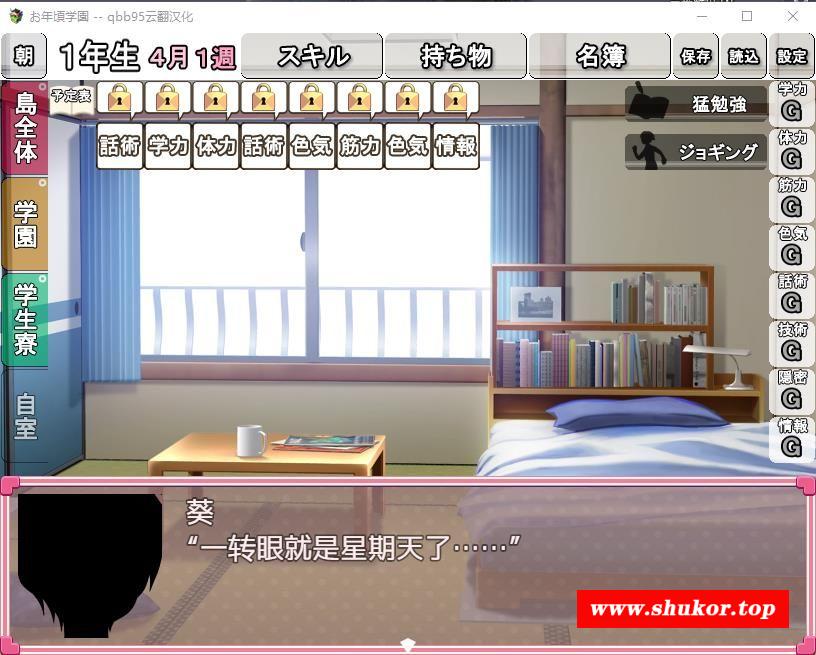 お年頃学園 -- qbb95云翻汉化
朝 1年生 4月1週 スキル 持ち物 名簿 保存 読込 設定
予定表
話術 学力 体力 話術 色気 筋力 色気 情報
猛勉強
ジョギング
島全体
学園
学生寮
自室
学力 G
体力 G
筋力 G
色気 G
話術 G
技術 G
隠密 G
情報 G
葵
“一转眼就是星期天了……”
www.shukor.top